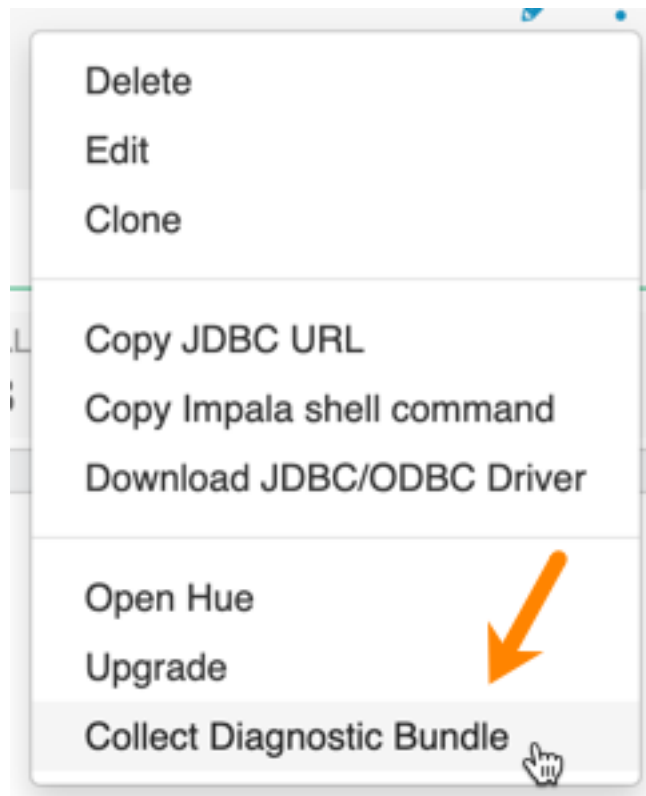 Delete
Edit
Clone
Copy JDBC URL
Copy Impala shell command
Download JDBC/ODBC Driver
Open Hue
Upgrade
Collect Diagnostic Bundle